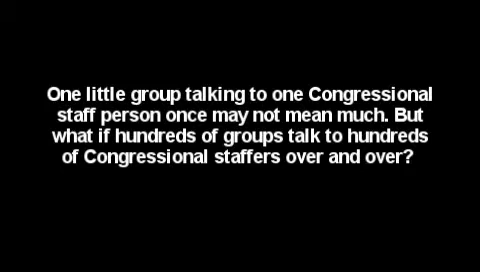 One little group talking to one Congressional
staff person once may not mean much. But
what if hundreds of groups talk to hundreds
of Congressional staffers over and over?